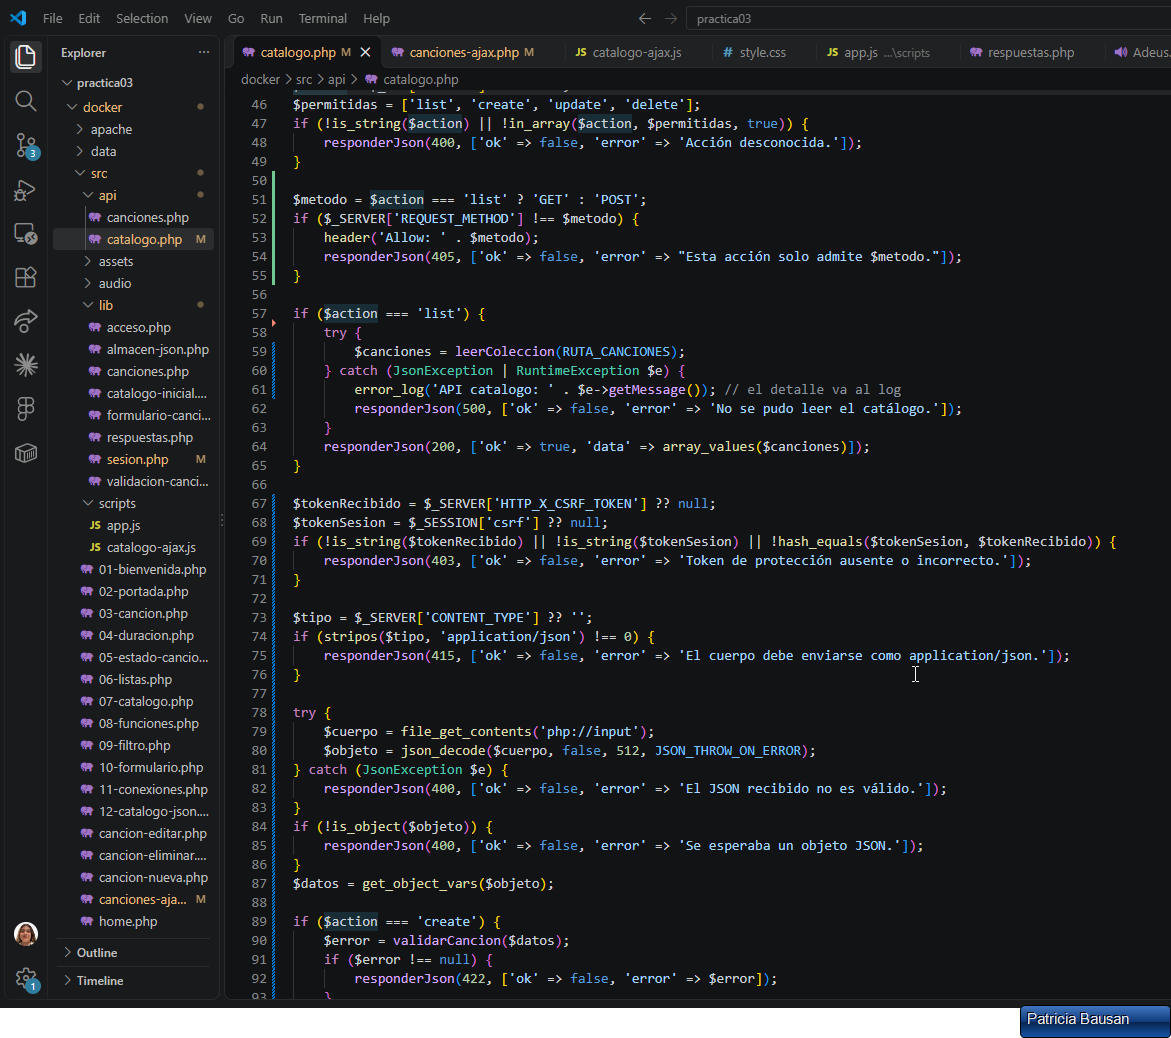 File Edit Selection View Go Run Terminal Help
practica03
Explorer
catalogo.php M
canciones-ajax.php M
JS catalogo-ajax.js
# style.css
JS app.js ...\scripts
respuestas.php
Adeus
docker > src > api > catalogo.php
practica03
docker
apache
data
src
api
canciones.php
catalogo.php M
assets
audio
lib
acceso.php
almacen-json.php
canciones.php
catalogo-inicial....
formulario-canci...
respuestas.php
sesion.php M
validacion-canci...
scripts
JS app.js
JS catalogo-ajax.js
01-bienvenida.php
02-portada.php
03-cancion.php
04-duracion.php
05-estado-cancio...
06-listas.php
07-catalogo.php
08-funciones.php
09-filtro.php
10-formulario.php
11-conexiones.php
12-catalogo-json....
cancion-editar.php
cancion-eliminar....
cancion-nueva.php
canciones-aja... M
home.php
Outline
Timeline
3
1
46 $permitidas = ['list', 'create', 'update', 'delete'];
47 if (!is_string($action) || !in_array($action, $permitidas, true)) {
48 responderJson(400, ['ok' => false, 'error' => 'Acción desconocida.']);
49 }
50
51 $metodo = $action === 'list' ? 'GET' : 'POST';
52 if ($_SERVER['REQUEST_METHOD'] !== $metodo) {
53 header('Allow: ' . $metodo);
54 responderJson(405, ['ok' => false, 'error' => "Esta acción solo admite $metodo."]);
55 }
56
57 if ($action === 'list') {
58 try {
59 $canciones = leerColeccion(RUTA_CANCIONES);
60 } catch (JsonException | RuntimeException $e) {
61 error_log('API catalogo: ' . $e->getMessage()); // el detalle va al log
62 responderJson(500, ['ok' => false, 'error' => 'No se pudo leer el catálogo.']);
63 }
64 responderJson(200, ['ok' => true, 'data' => array_values($canciones)]);
65 }
66
67 $tokenRecibido = $_SERVER['HTTP_X_CSRF_TOKEN'] ?? null;
68 $tokenSesion = $_SESSION['csrf'] ?? null;
69 if (!is_string($tokenRecibido) || !is_string($tokenSesion) || !hash_equals($tokenSesion, $tokenRecibido)) {
70 responderJson(403, ['ok' => false, 'error' => 'Token de protección ausente o incorrecto.']);
71 }
72
73 $tipo = $_SERVER['CONTENT_TYPE'] ?? '';
74 if (stripos($tipo, 'application/json') !== 0) {
75 responderJson(415, ['ok' => false, 'error' => 'El cuerpo debe enviarse como application/json.']);
76 }
77
78 try {
79 $cuerpo = file_get_contents('php://input');
80 $objeto = json_decode($cuerpo, false, 512, JSON_THROW_ON_ERROR);
81 } catch (JsonException $e) {
82 responderJson(400, ['ok' => false, 'error' => 'El JSON recibido no es válido.']);
83 }
84 if (!is_object($objeto)) {
85 responderJson(400, ['ok' => false, 'error' => 'Se esperaba un objeto JSON.']);
86 }
87 $datos = get_object_vars($objeto);
88
89 if ($action === 'create') {
90 $error = validarCancion($datos);
91 if ($error !== null) {
92 responderJson(422, ['ok' => false, 'error' => $error]);
93 }
Patricia Bausan